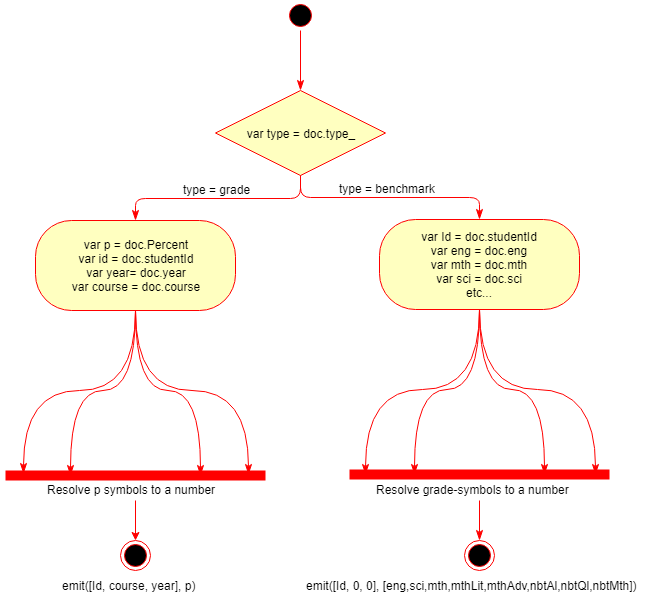 var type = doc.type_
type = grade
type = benchmark
var p = doc.Percent
var id = doc.studentId
var year= doc.year
var course = doc.course
var Id = doc.studentId
var eng = doc.eng
var mth = doc.mth
var sci = doc.sci
etc...
Resolve p symbols to a number
Resolve grade-symbols to a number
emit([Id, course, year], p)
emit([Id, 0, 0], [eng,sci,mth,mthLit,mthAdv,nbtAl,nbtQl,nbtMth])